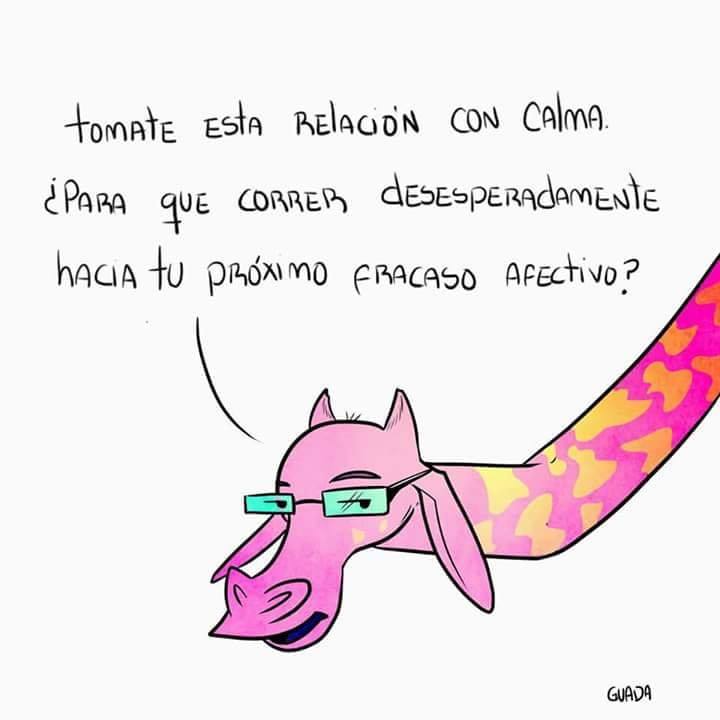 tomate esta relación con calma.
¿Para que correr desesperadamente
hacia tu próximo fracaso afectivo?
GUADA